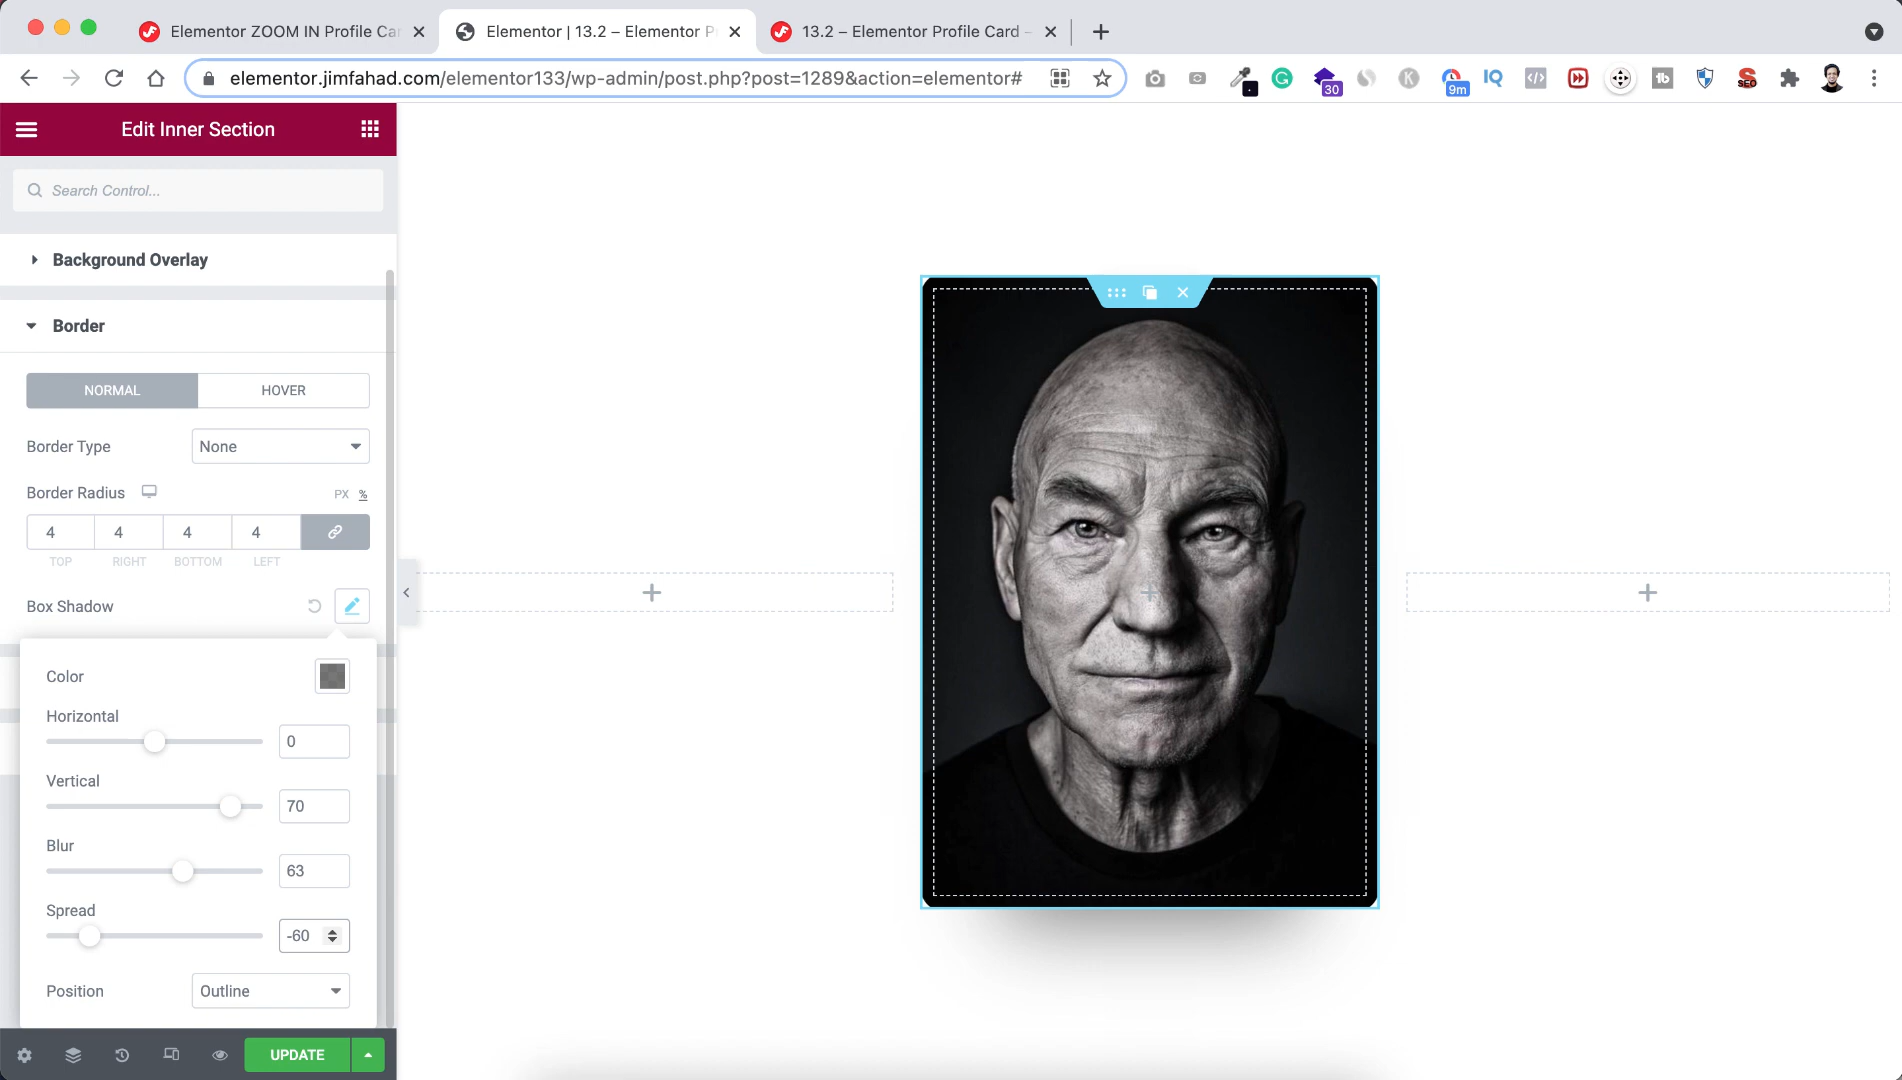 Elementor ZOOM IN Profile Car
Elementor | 13.2 – Elementor P
13.2 – Elementor Profile Card –
elementor.jimfahad.com/elementor133/wp-admin/post.php?post=1289&action=elementor#
30
9m
IQ
SEO
Edit Inner Section
Search Control...
Background Overlay
Border
NORMAL
HOVER
Border Type
None
Border Radius
PX %
4 4 4 4
TOP RIGHT BOTTOM LEFT
Box Shadow
Color
Horizontal
0
Vertical
70
Blur
63
Spread
-60
Position
Outline
UPDATE